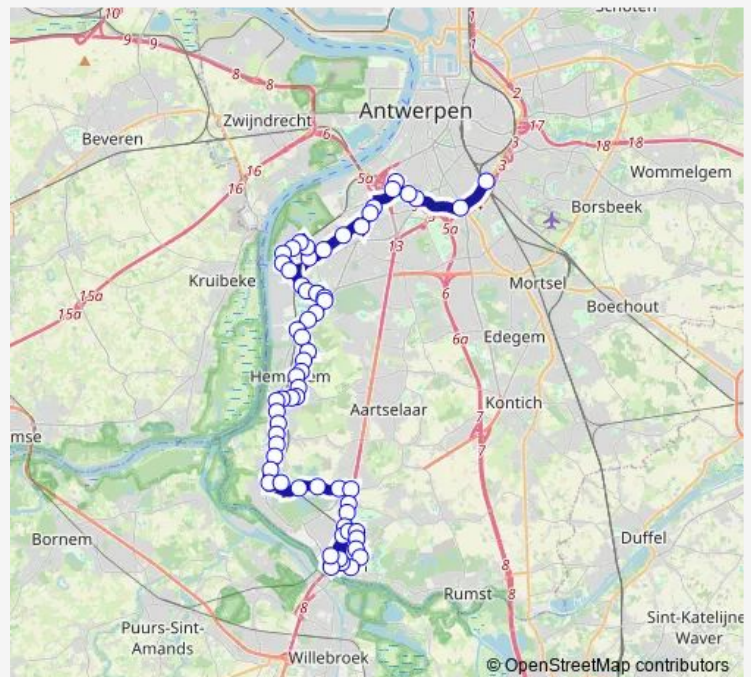 10
9
9
8
8
Zwijndrecht
Antwerpen
1
1
2
17
3
18
18
Beveren
6
16
16
5a
3
Wommelgem
Borsbeek
5a
13
Kruibeke
6
Mortsel
15a
15a
Boechout
6a
Edegem
Aartselaar
Kontich
7
7
mse
Bornem
Duffel
8
8
Rumst
8
Puurs-Sint-
Amands
Sint-Katelijne
Waver
Willebroek
© OpenStreetMap contributors